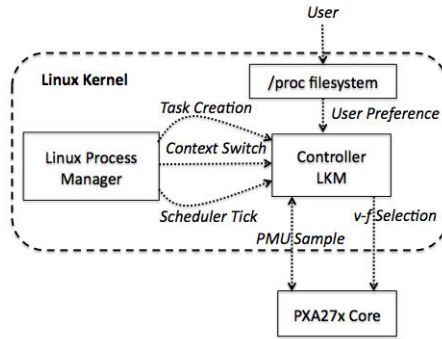 User
/proc filesystem
Linux Kernel
User Preference
Task Creation
Context Switch
Linux Process
Manager
Controller
LKM
Scheduler Tick
v-f Selection
PMU Sample
PXA27x Core